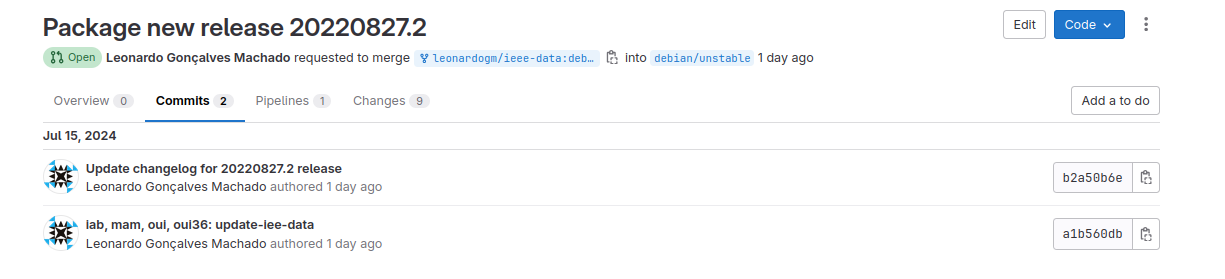 Package new release 20220827.2
Edit
Code
Open Leonardo Gonçalves Machado requested to merge leonardogm/ieee-data:deb… into debian/unstable 1 day ago
Overview 0 Commits 2 Pipelines 1 Changes 9
Add a to do
Jul 15, 2024
Update changelog for 20220827.2 release
Leonardo Gonçalves Machado authored 1 day ago
b2a50b6e
iab, mam, oui, oui36: update-iee-data
Leonardo Gonçalves Machado authored 1 day ago
a1b560db